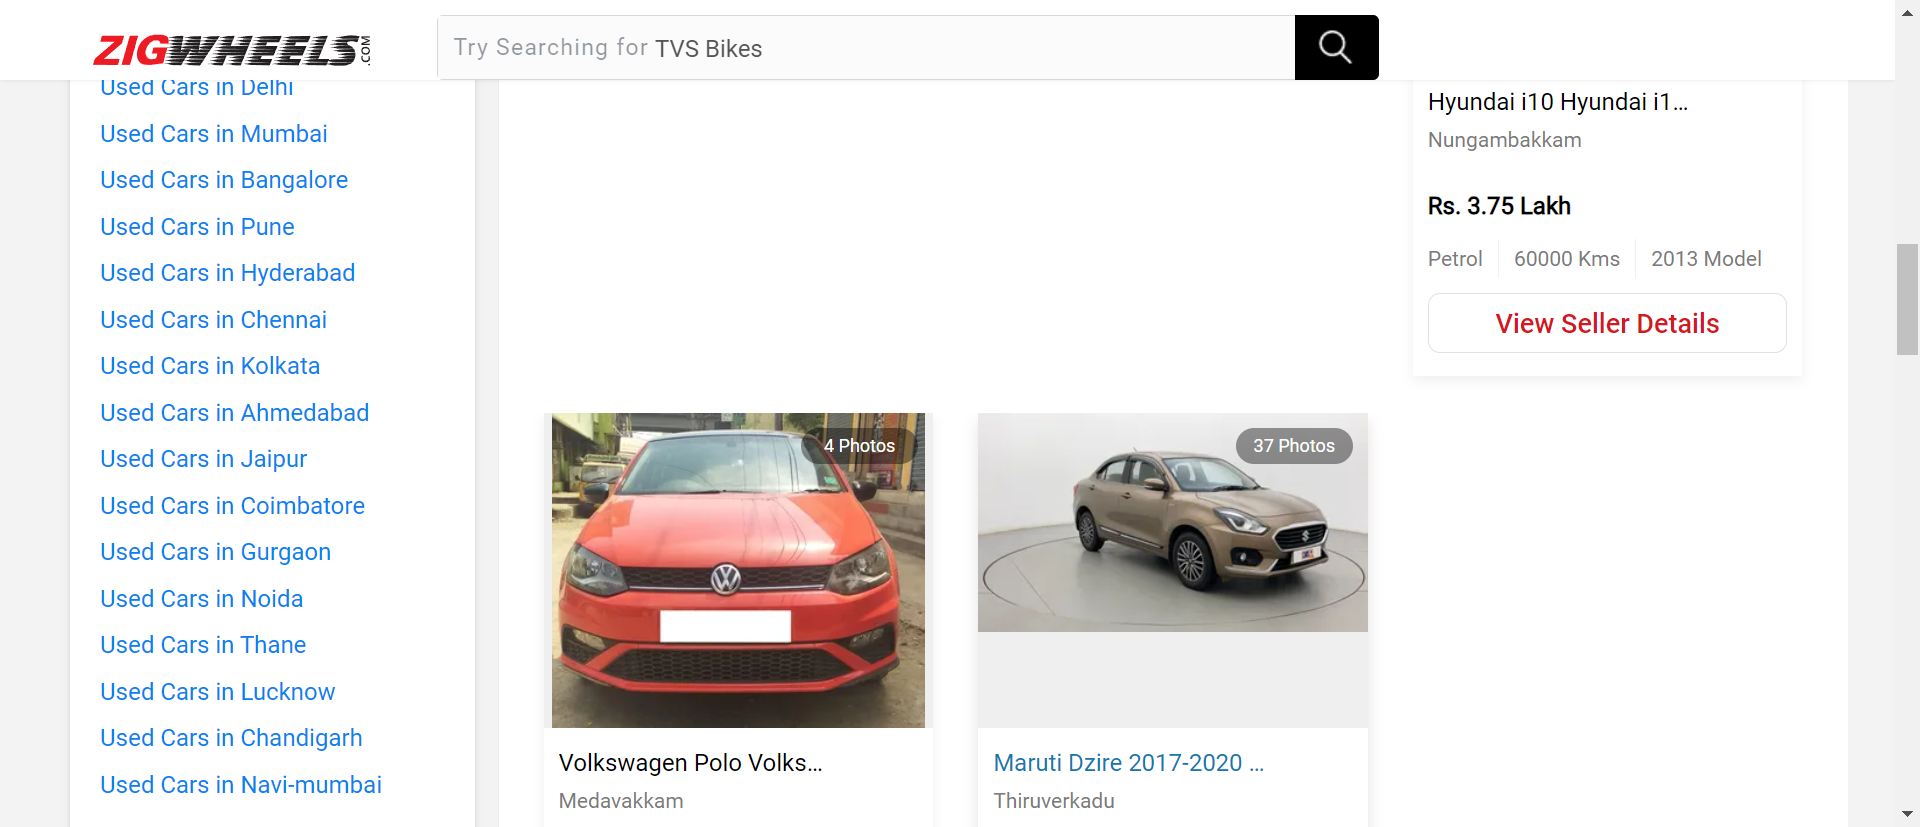 ZIGWHEELS.COM
Try Searching for TVS Bikes
Used Cars in Delhi
Used Cars in Mumbai
Used Cars in Bangalore
Used Cars in Pune
Used Cars in Hyderabad
Used Cars in Chennai
Used Cars in Kolkata
Used Cars in Ahmedabad
Used Cars in Jaipur
Used Cars in Coimbatore
Used Cars in Gurgaon
Used Cars in Noida
Used Cars in Thane
Used Cars in Lucknow
Used Cars in Chandigarh
Used Cars in Navi-mumbai
Hyundai i10 Hyundai i1...
Nungambakkam
Rs. 3.75 Lakh
Petrol 60000 Kms 2013 Model
View Seller Details
4 Photos
Volkswagen Polo Volks...
Medavakkam
37 Photos
Maruti Dzire 2017-2020 ...
Thiruverkadu